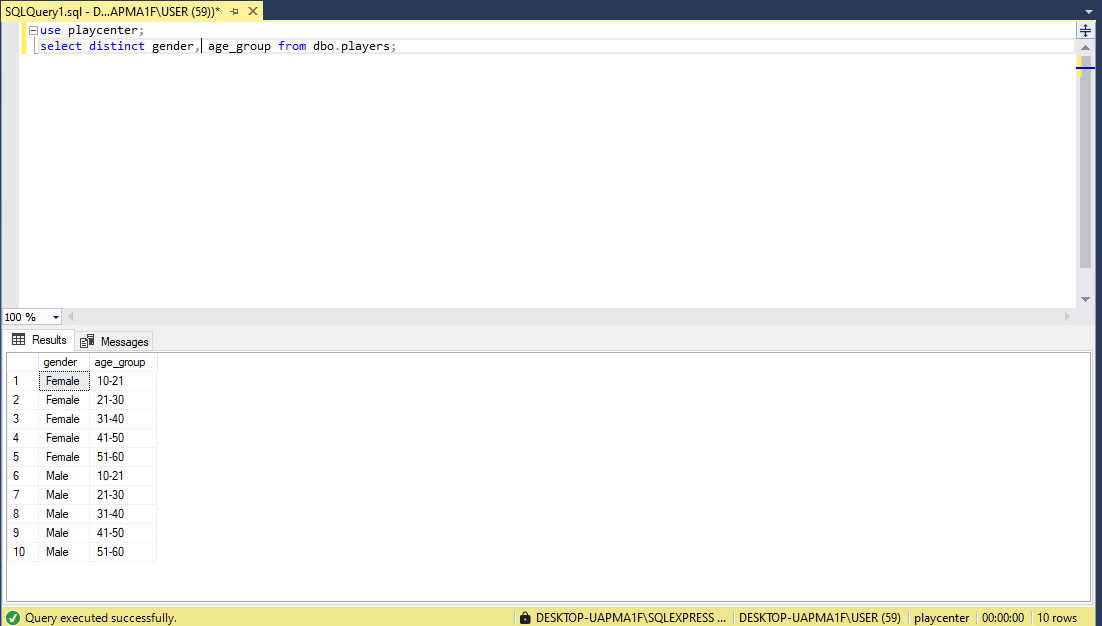 SQLQuery1.sql - D...APMA1F\USER (59))*
use playcenter;
select distinct gender, age_group from dbo.players;
100 %
Results Messages
gender age_group
1 Female 10-21
2 Female 21-30
3 Female 31-40
4 Female 41-50
5 Female 51-60
6 Male 10-21
7 Male 21-30
8 Male 31-40
9 Male 41-50
10 Male 51-60
Query executed successfully. DESKTOP-UAPMA1F\SQLEXPRESS ... DESKTOP-UAPMA1F\USER (59) playcenter 00:00:00 10 rows